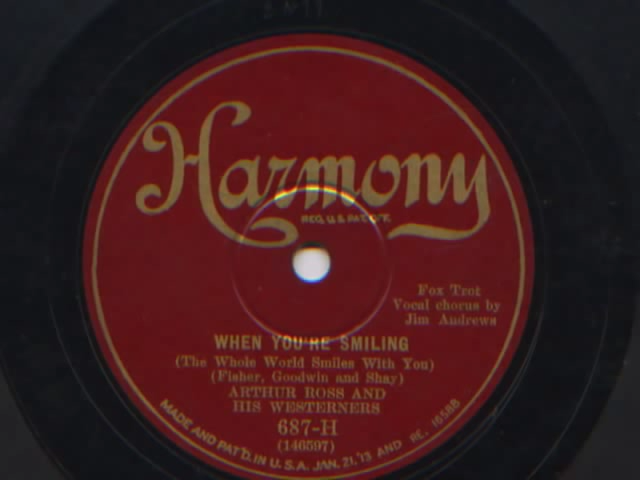 Harmony
REG. U.S. PAT. OFF.
Fox Trot
Vocal chorus by
Jim Andrews
WHEN YOU'RE SMILING
(The Whole World Smiles With You)
(Fisher, Goodwin and Shay)
ARTHUR ROSS AND
HIS WESTERNERS
687-H
(146597)
MADE AND PAT'D. IN U.S.A. JAN. 21, '13 AND RE. 16588